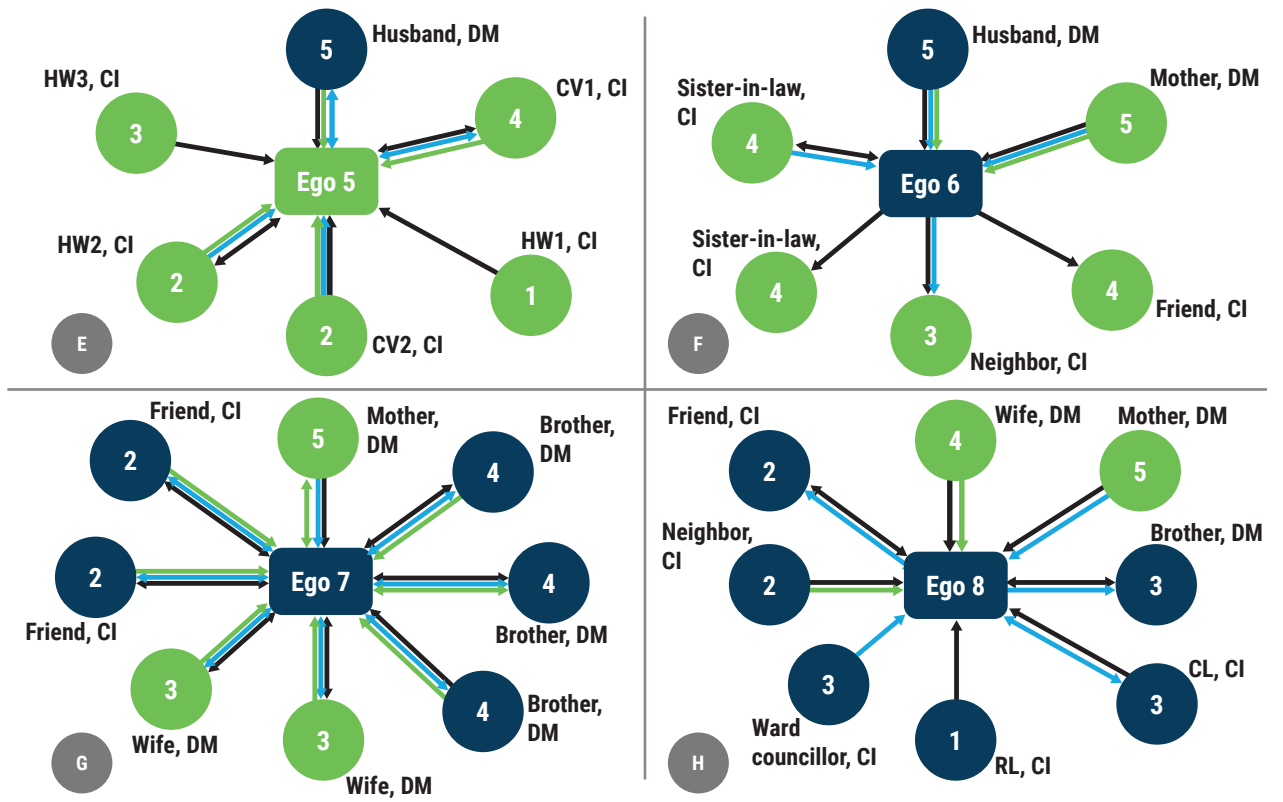 5
Husband, DM
HW3, CI
3
CV1, CI
4
Ego 5
HW2, CI
2
HW1, CI
1
2
CV2, CI
E
5
Husband, DM
Sister-in-law,
CI
4
Mother, DM
5
Ego 6
Sister-in-law,
CI
4
4
Friend, CI
3
Neighbor, CI
F
Friend, CI
2
5
Mother,
DM
Brother,
DM
4
2
Friend, CI
Ego 7
4
Brother, DM
3
Wife, DM
3
Wife, DM
4
Brother,
DM
G
Friend, CI
2
4
Wife, DM
Mother, DM
5
Neighbor,
CI
2
Ego 8
Brother, DM
3
3
Ward
councillor, CI
1
RL, CI
CL, CI
3
H